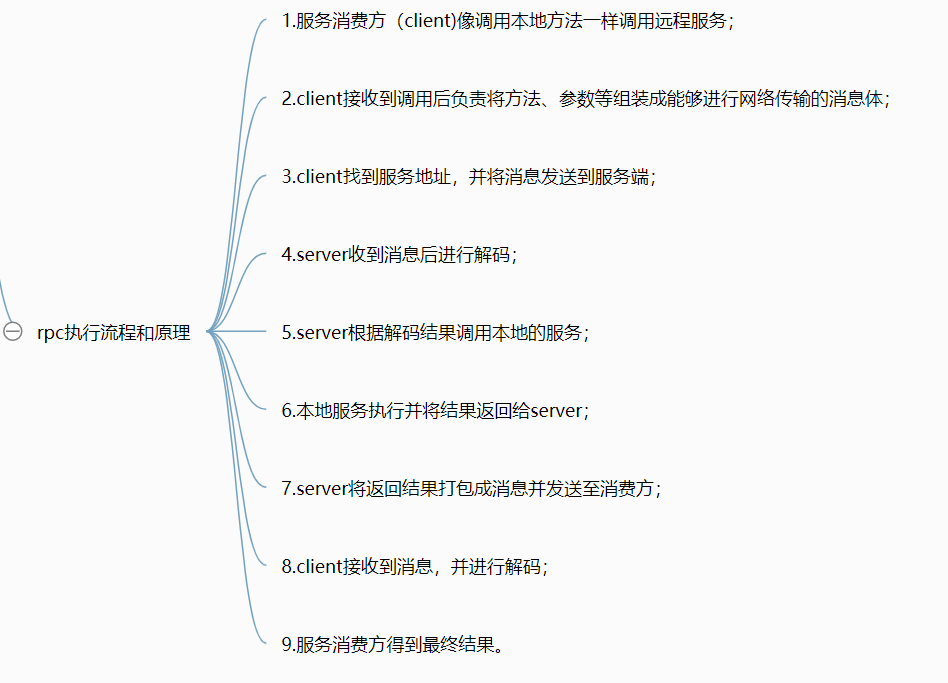 1.服务消费方（client)像调用本地方法一样调用远程服务；
2.client接收到调用后负责将方法、参数等组装成能够进行网络传输的消息体；
3.client找到服务地址，并将消息发送到服务端；
4.server收到消息后进行解码；
rpc执行流程和原理
5.server根据解码结果调用本地的服务；
6.本地服务执行并将结果返回给server；
7.server将返回结果打包成消息并发送至消费方；
8.client接收到消息，并进行解码；
9.服务消费方得到最终结果。